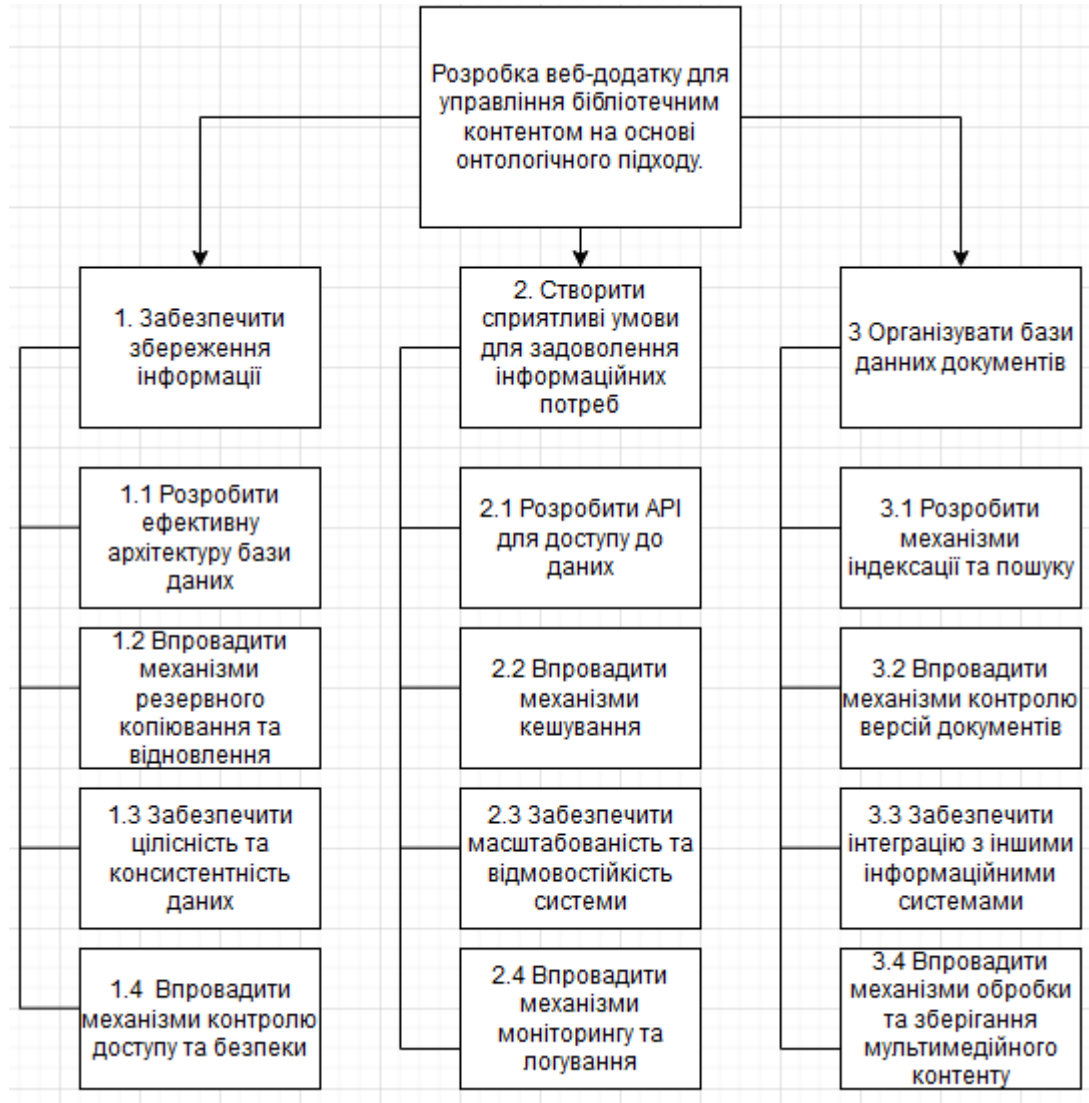 Розробка веб-додатку для
управління бібліотечним
контентом на основі
онтологічного підходу.
1. Забезпечити
збереження
інформації
2. Створити
сприятливі умови
для задоволення
інформаційних
потреб
3 Організувати бази
данних документів
1.1 Розробити
ефективну
архітектуру бази
даних
2.1 Розробити API
для доступу до
даних
3.1 Розробити
механізми
індексації та пошуку
1.2 Впровадити
механізми
резервного
копіювання та
відновлення
2.2 Впровадити
механізми
кешування
3.2 Впровадити
механізми контролю
версій документів
1.3 Забезпечити
цілісність та
консистентність
даних
2.3 Забезпечити
масштабованість та
відмовостійкість
системи
3.3 Забезпечити
інтеграцію з іншими
інформаційними
системами
1.4 Впровадити
механізми контролю
доступу та безпеки
2.4 Впровадити
механізми
моніторингу та
логування
3.4 Впровадити
механізми обробки
та зберігання
мультимедійного
контенту